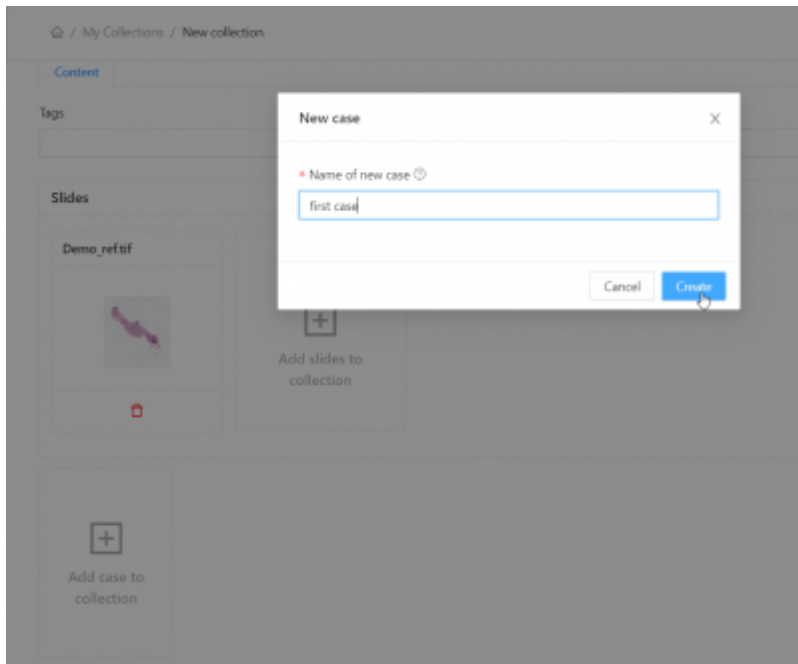 / My Collections / New collection
Content
Tags
New case
* Name of new case
first case
Cancel
Create
Slides
Demo_ref.tif
Add slides to
collection
Add case to
collection